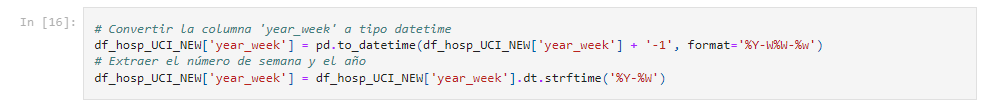 In [16]:
# Convertir la columna 'year_week' a tipo datetime
df_hosp_UCI_NEW['year_week'] = pd.to_datetime(df_hosp_UCI_NEW['year_week'] + '-1', format='%Y-W%W-%w')
# Extraer el número de semana y el año
df_hosp_UCI_NEW['year_week'] = df_hosp_UCI_NEW['year_week'].dt.strftime('%Y-%W')